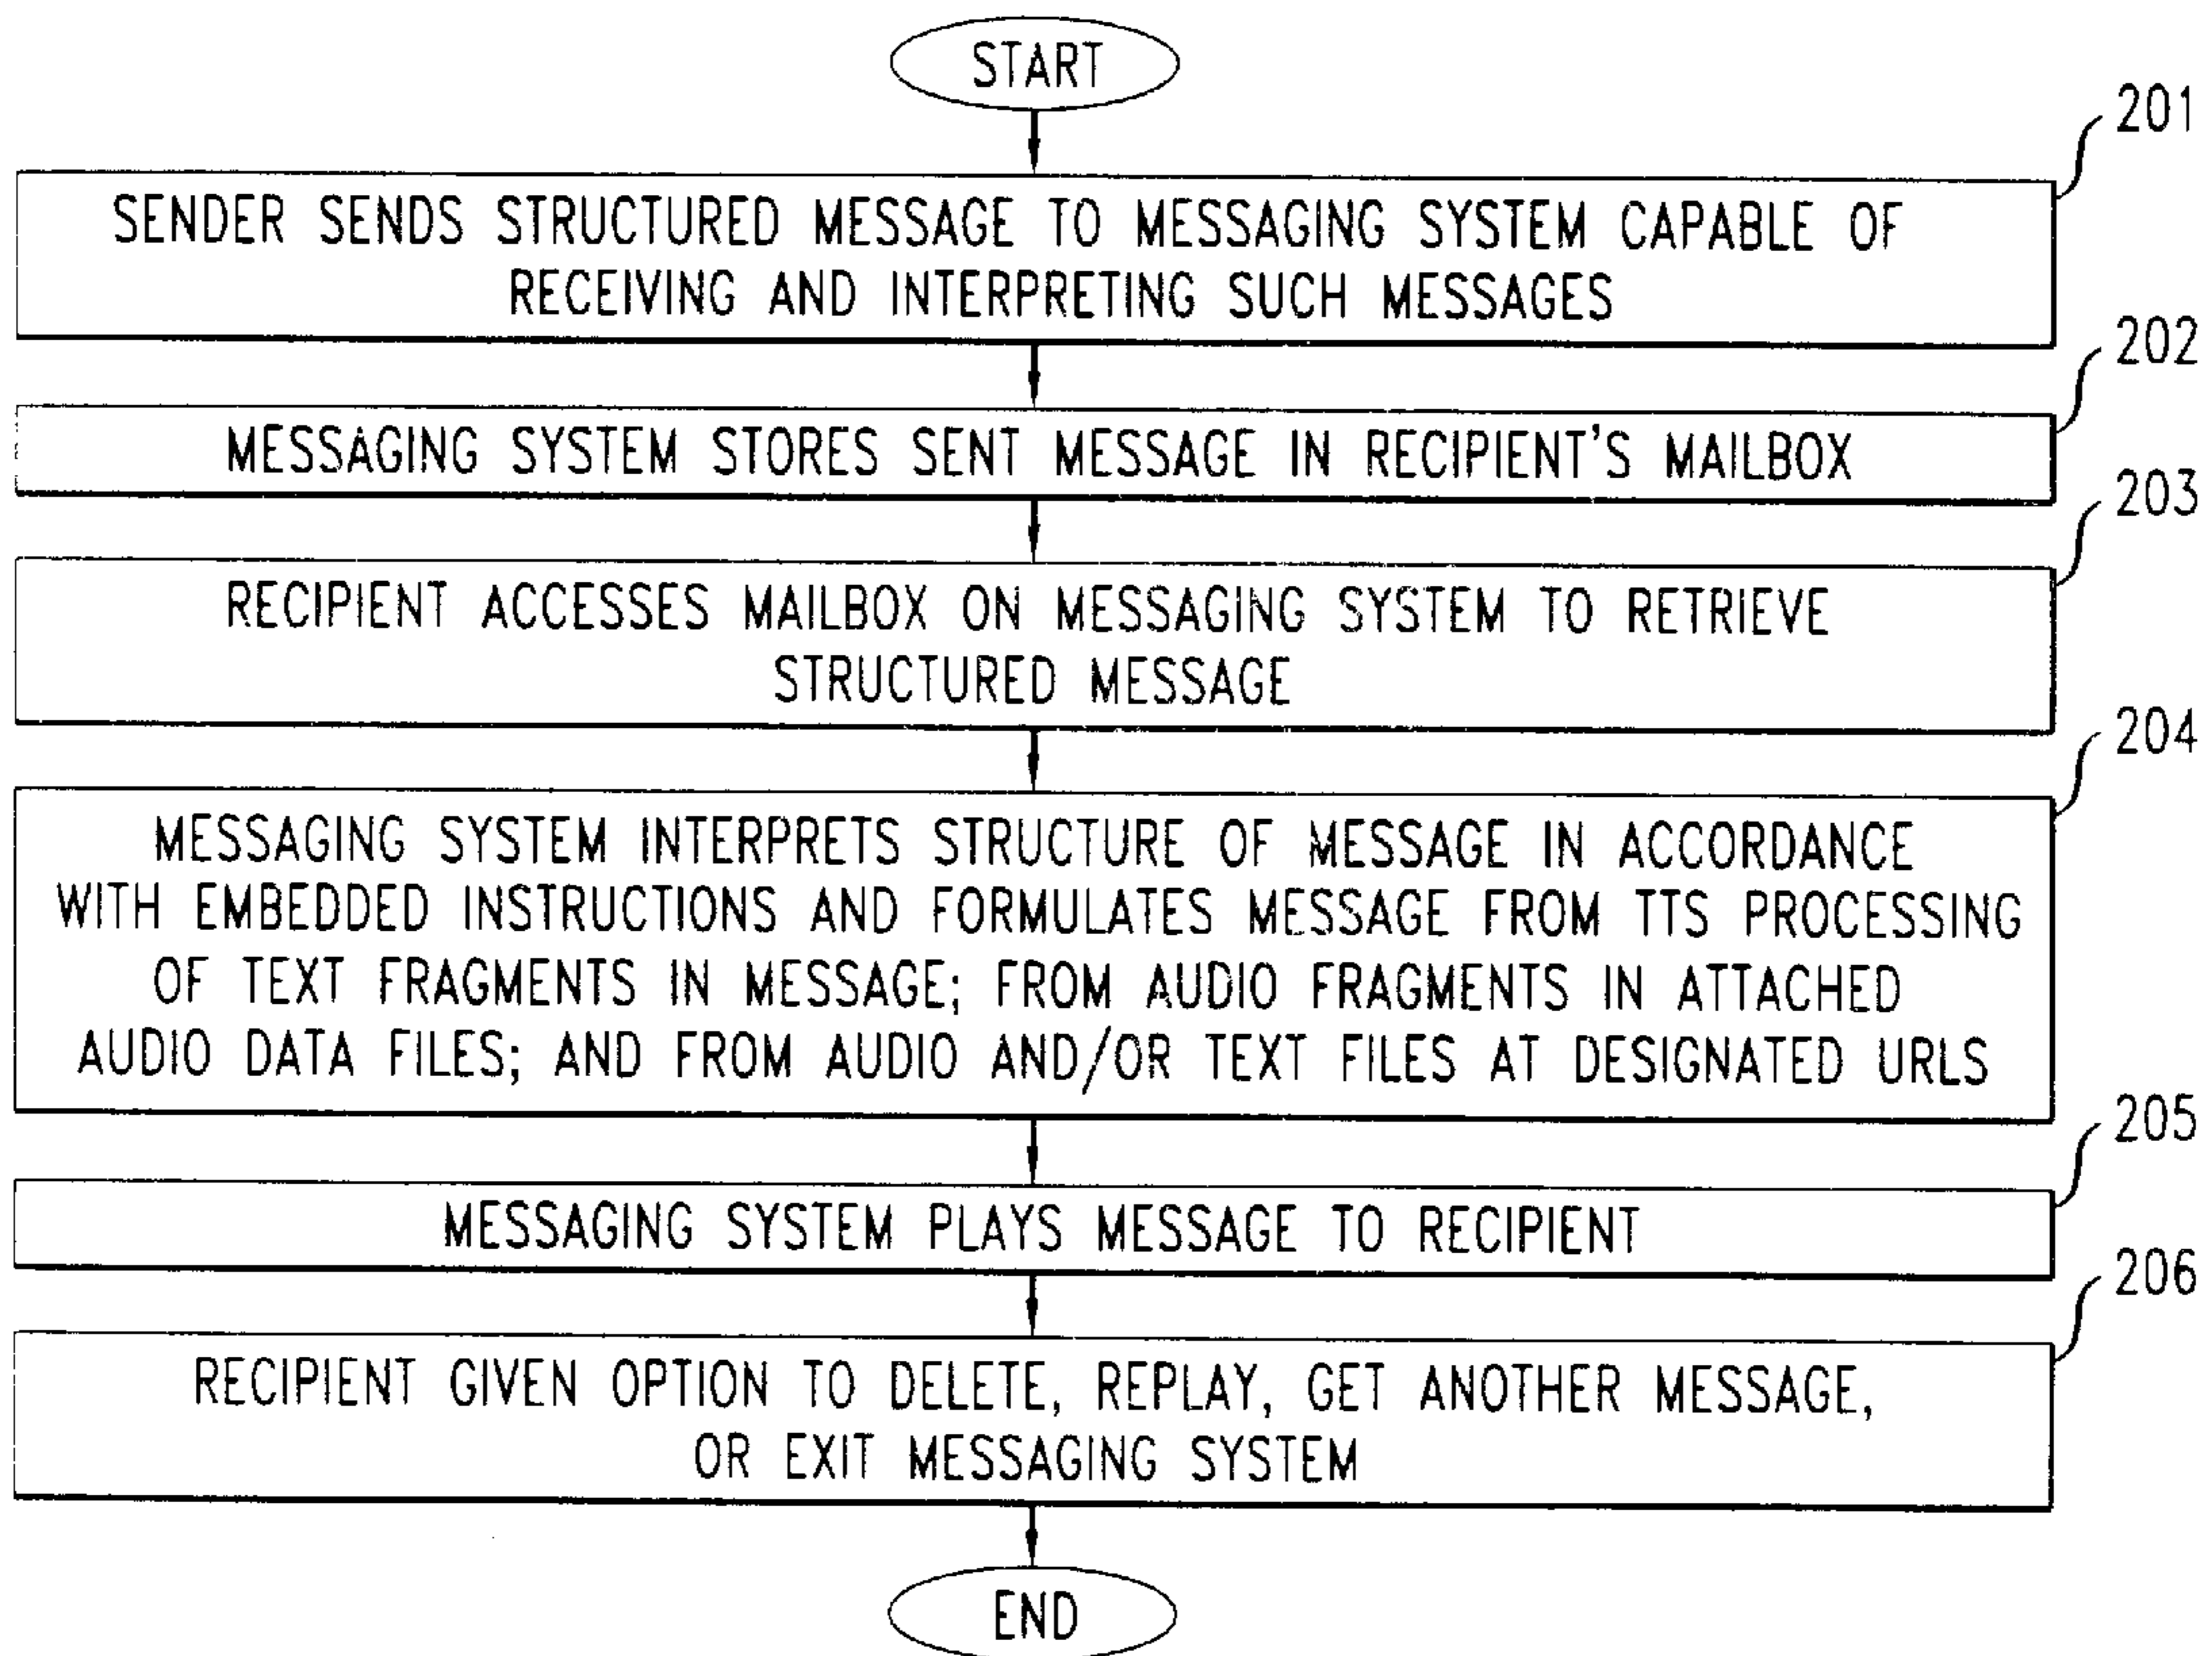 START
201
SENDER SENDS STRUCTURED MESSAGE TO MESSAGING SYSTEM CAPABLE OF
RECEIVING AND INTERPRETING SUCH MESSAGES
202
MESSAGING SYSTEM STORES SENT MESSAGE IN RECIPIENT'S MAILBOX
203
RECIPIENT ACCESSES MAILBOX ON MESSAGING SYSTEM TO RETRIEVE
STRUCTURED MESSAGE
204
MESSAGING SYSTEM INTERPRETS STRUCTURE OF MESSAGE IN ACCORDANCE
WITH EMBEDDED INSTRUCTIONS AND FORMULATES MESSAGE FROM TTS PROCESSING
OF TEXT FRAGMENTS IN MESSAGE; FROM AUDIO FRAGMENTS IN ATTACHED
AUDIO DATA FILES; AND FROM AUDIO AND/OR TEXT FILES AT DESIGNATED URLS
205
MESSAGING SYSTEM PLAYS MESSAGE TO RECIPIENT
206
RECIPIENT GIVEN OPTION TO DELETE, REPLAY, GET ANOTHER MESSAGE,
OR EXIT MESSAGING SYSTEM
END